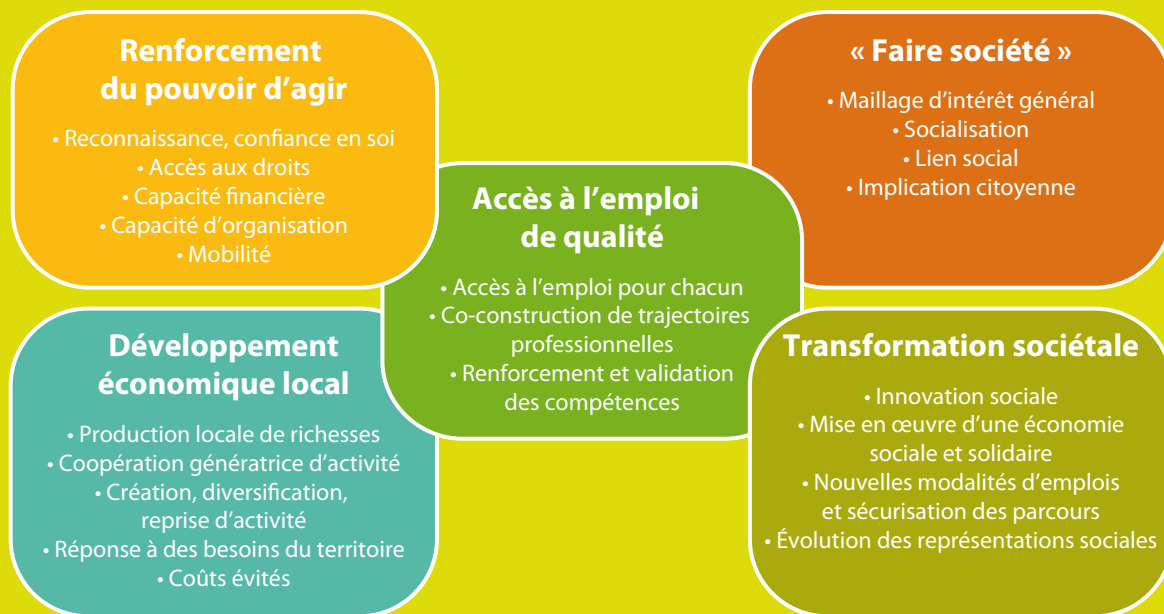 Renforcement
du pouvoir d’agir
• Reconnaissance, confiance en soi
• Accès aux droits
• Capacité financière
• Capacité d’organisation
• Mobilité
« Faire société »
• Maillage d’intérêt général
• Socialisation
• Lien social
• Implication citoyenne
Accès à l’emploi
de qualité
• Accès à l’emploi pour chacun
• Co-construction de trajectoires
professionnelles
• Renforcement et validation
des compétences
Développement
économique local
• Production locale de richesses
• Coopération génératrice d’activité
• Création, diversification,
reprise d’activité
• Réponse à des besoins du territoire
• Coûts évités
Transformation sociétale
• Innovation sociale
• Mise en œuvre d’une économie
sociale et solidaire
• Nouvelles modalités d’emplois
et sécurisation des parcours
• Évolution des représentations sociales